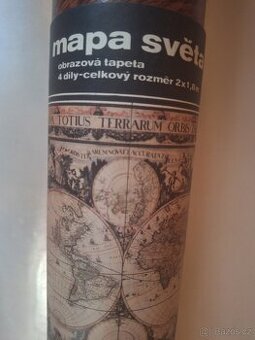 mapa světa
obrazová tapeta
4 díly-celkový rozměr 2x1,8m
A TOTIUS TERRARUM ORBIS